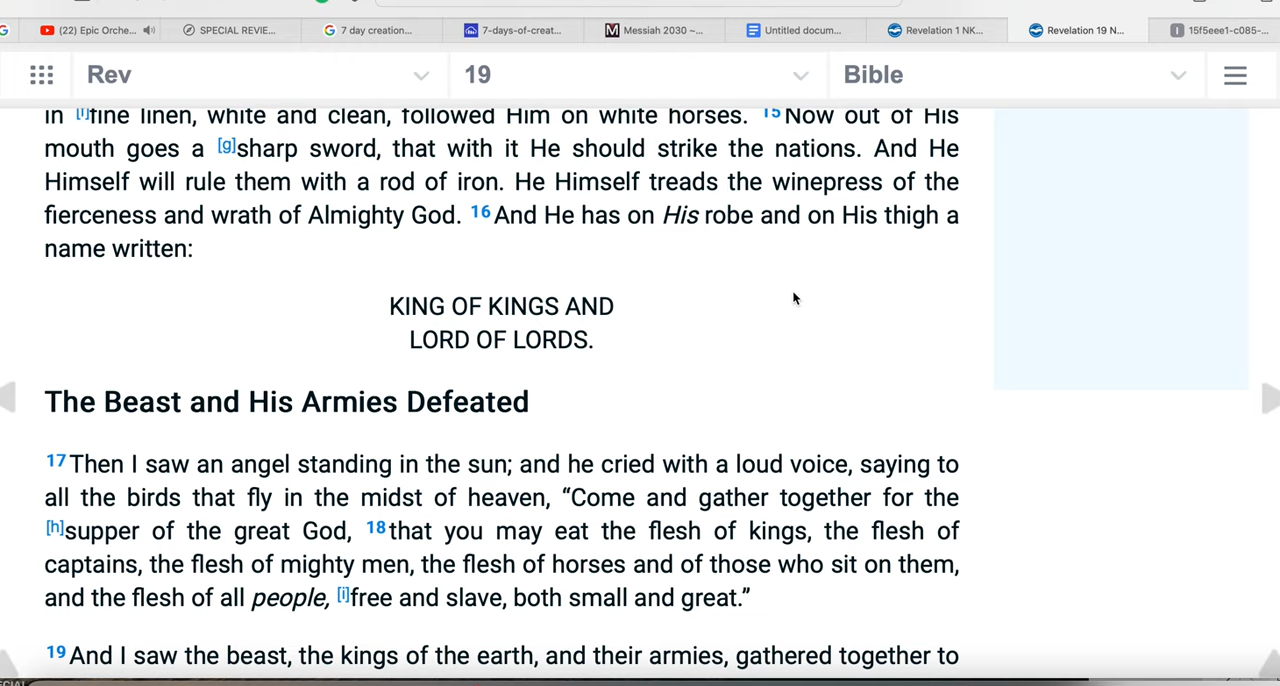 (22) Epic Orche...
SPECIAL REVIE...
7 day creation...
7-days-of-creat...
Messiah 2030 ~...
Untitled docum...
Revelation 1 NK...
Revelation 19 N...
15f5eee1-c085-...
Rev
19
Bible
in [f]fine linen, white and clean, followed Him on white horses. 15 Now out of His
mouth goes a [g]sharp sword, that with it He should strike the nations. And He
Himself will rule them with a rod of iron. He Himself treads the winepress of the
fierceness and wrath of Almighty God. 16 And He has on His robe and on His thigh a
name written:
KING OF KINGS AND
LORD OF LORDS.
The Beast and His Armies Defeated
17 Then I saw an angel standing in the sun; and he cried with a loud voice, saying to
all the birds that fly in the midst of heaven, “Come and gather together for the
[h]supper of the great God, 18 that you may eat the flesh of kings, the flesh of
captains, the flesh of mighty men, the flesh of horses and of those who sit on them,
and the flesh of all people, [i]free and slave, both small and great.”
19 And I saw the beast, the kings of the earth, and their armies, gathered together to